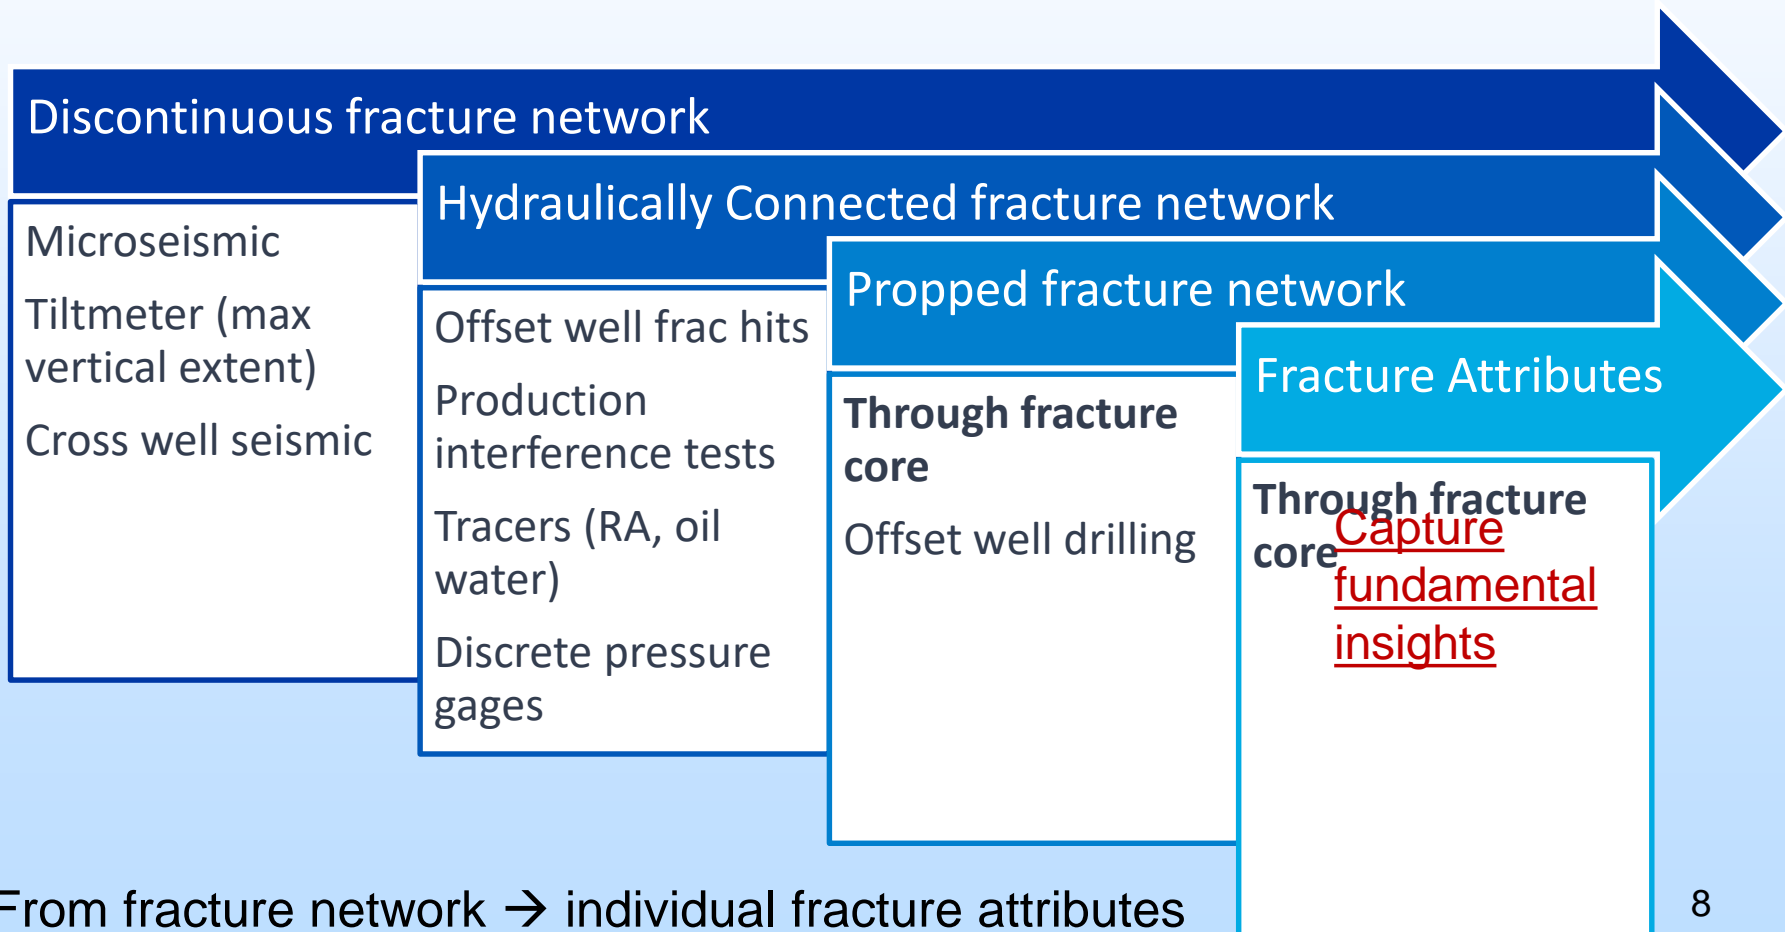 Discontinuous fracture network
Microseismic
Tiltmeter (max
vertical extent)
Cross well seismic
Hydraulically Connected fracture network
Offset well frac hits
Production
interference tests
Tracers (RA, oil
water)
Discrete pressure
gages
Propped fracture network
Through fracture
core
Offset well drilling
Fracture Attributes
Through fracture
core
Capture
fundamental
insights
From fracture network → individual fracture attributes
8